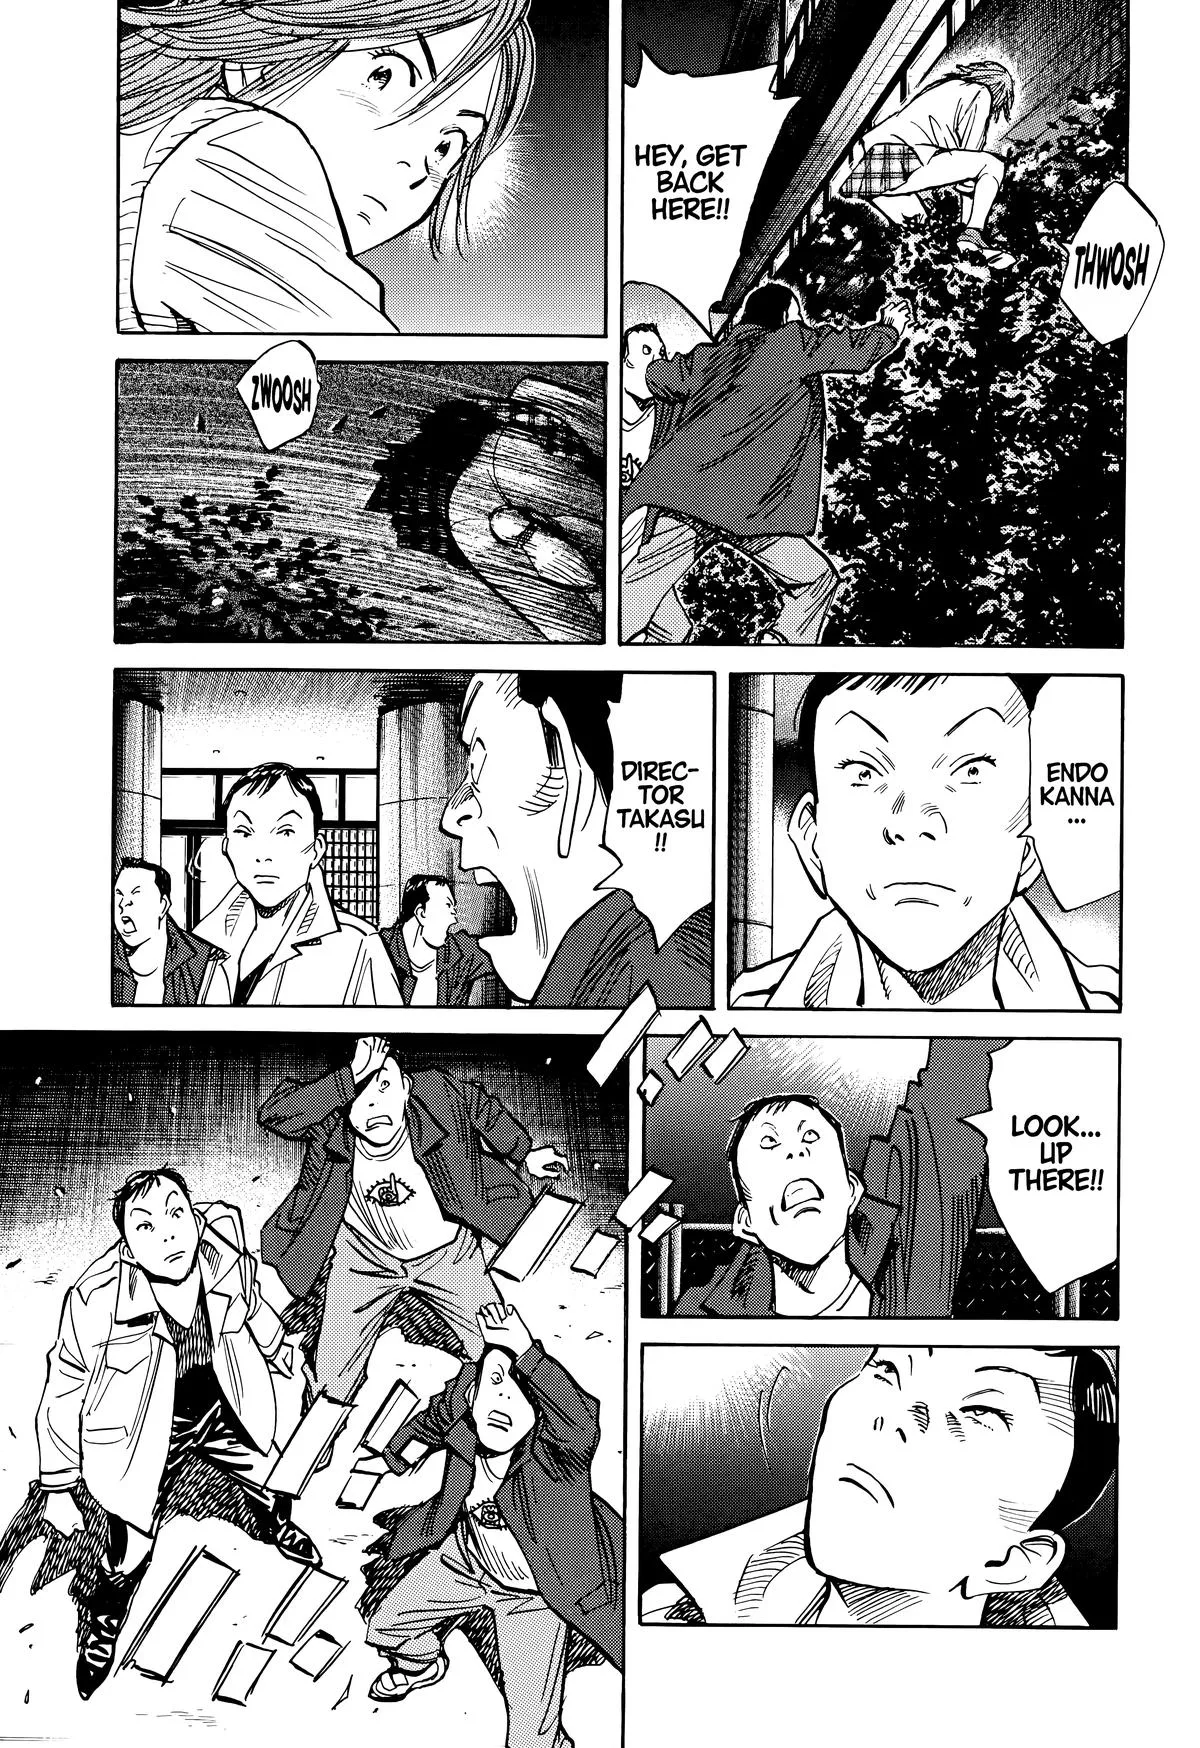 HEY, GET
BACK
HERE!!
THWOSH
ZWOOSH
ENDO
KANNA
...
DIREC-
TOR
TAKASU
!!
LOOK...
UP
THERE!!